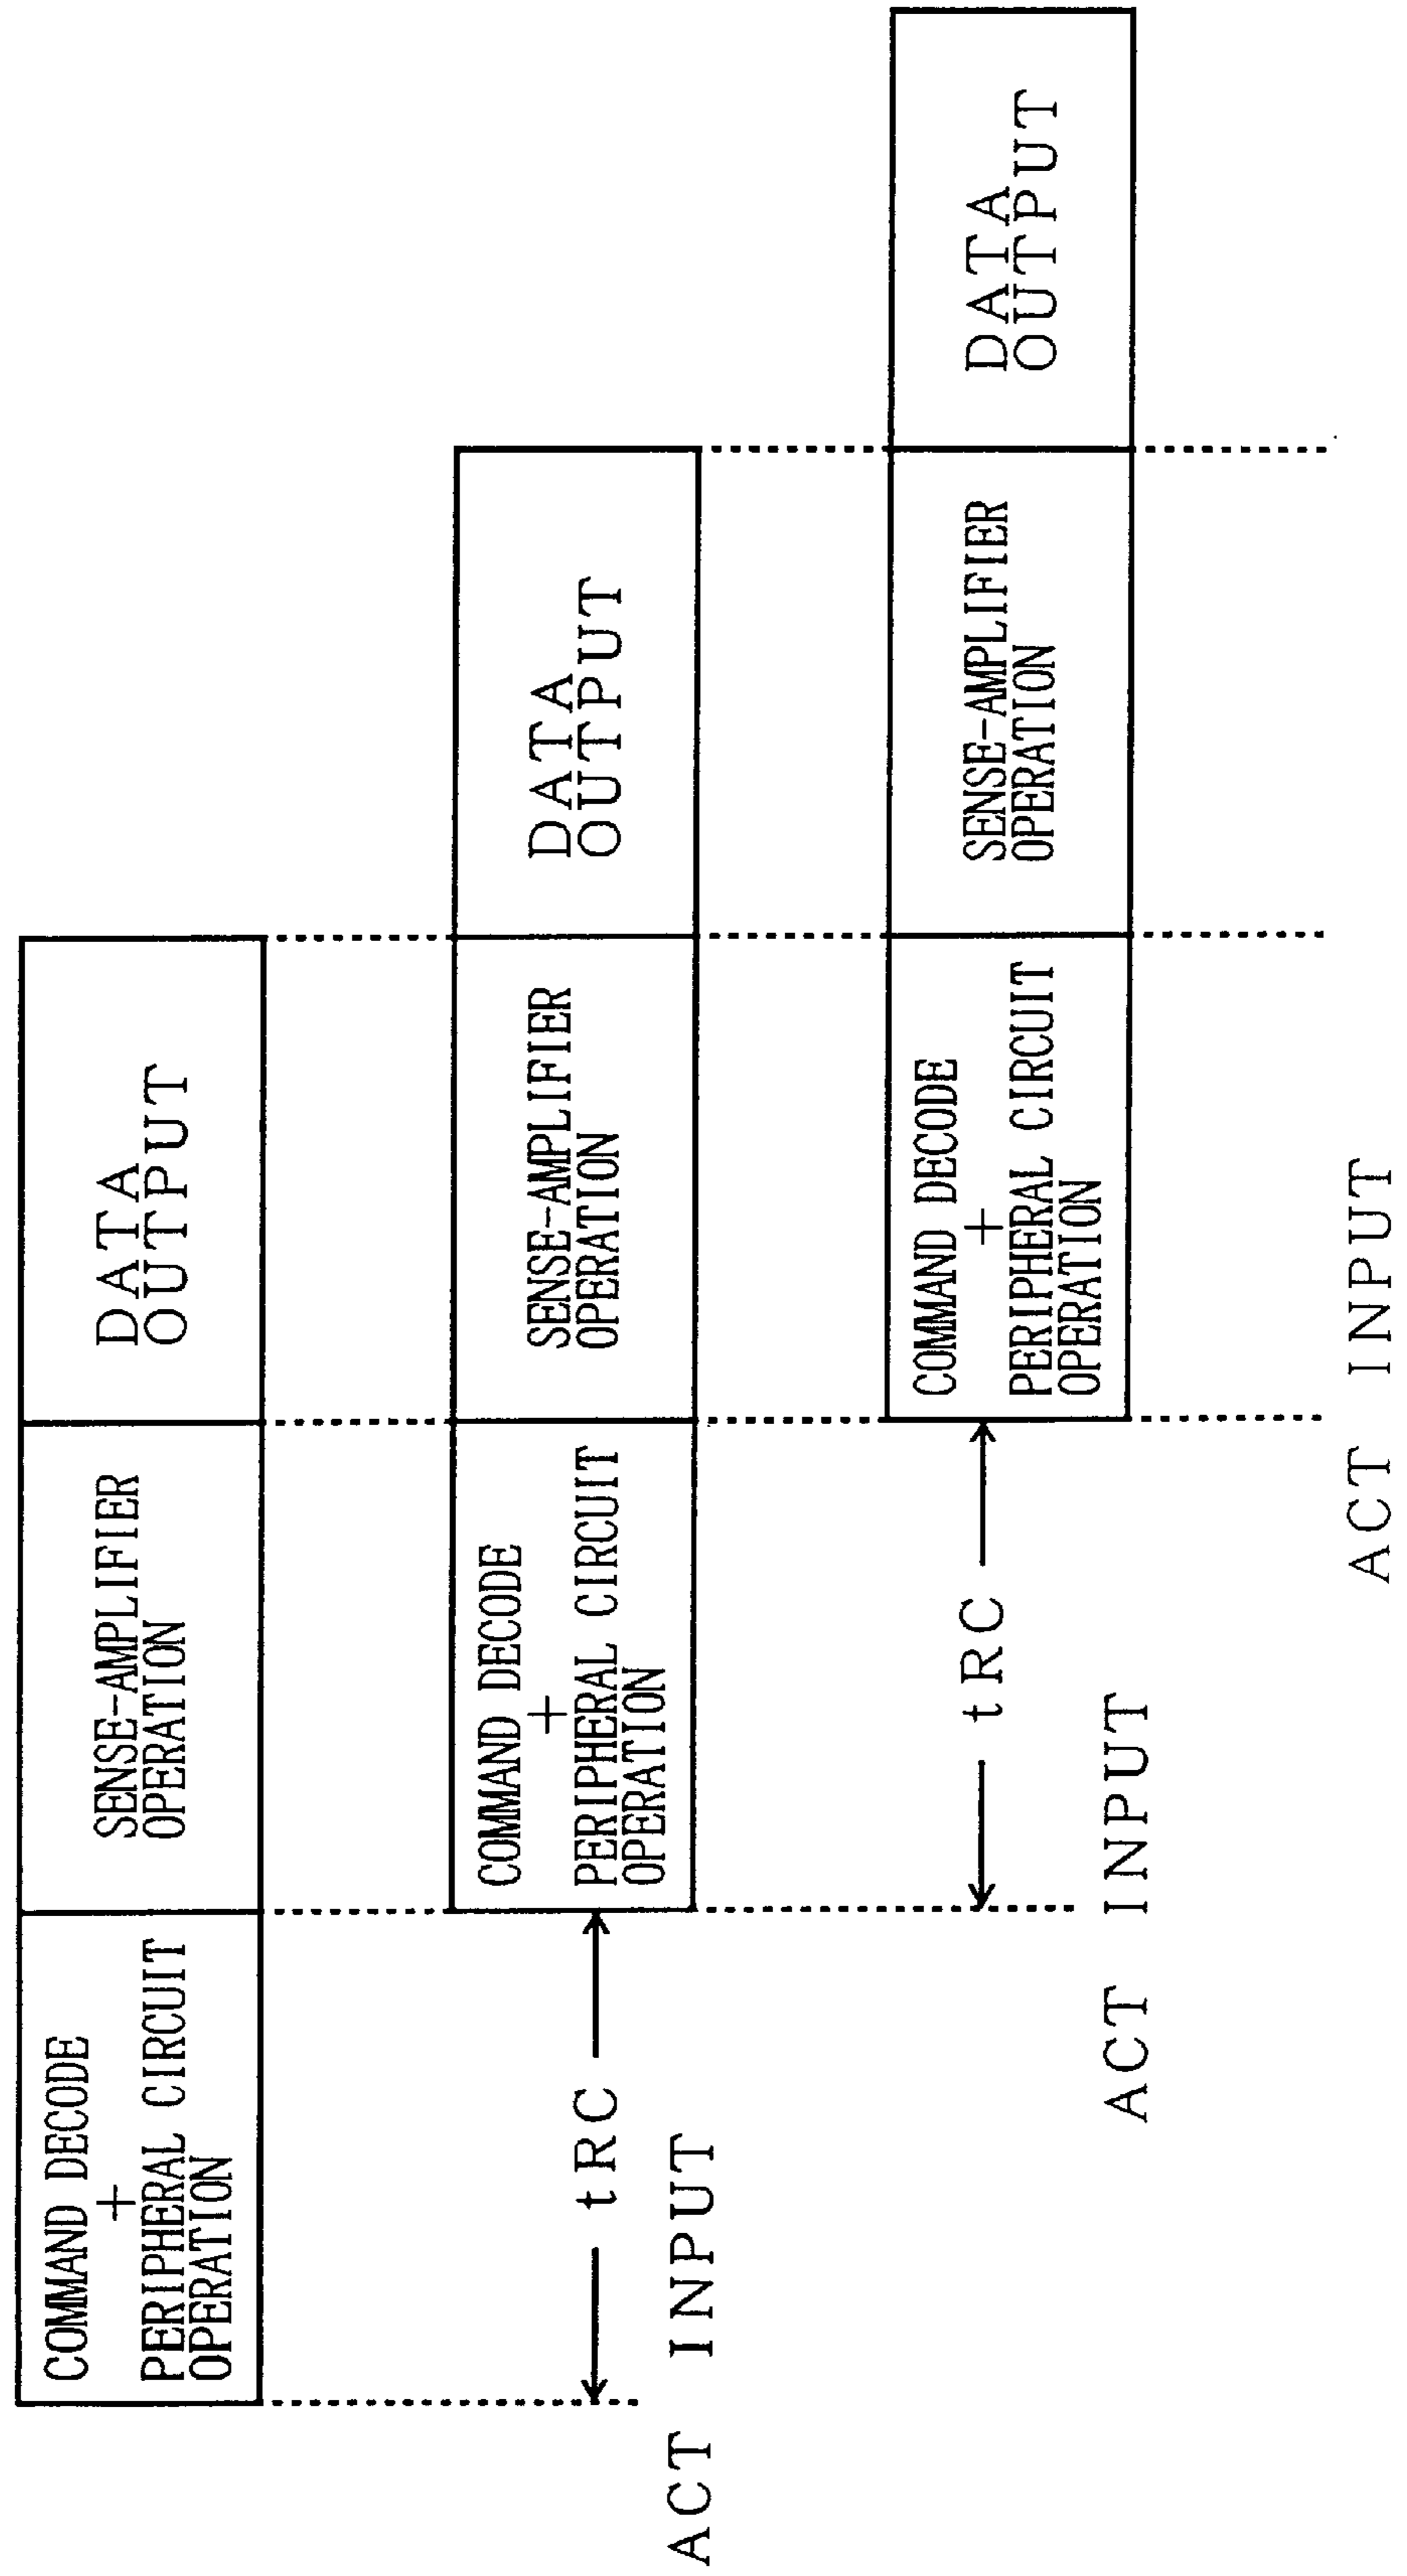 COMMAND DECODE
+
PERIPHERAL CIRCUIT
OPERATION
SENSE-AMPLIFIER
OPERATION
DATA
OUTPUT
COMMAND DECODE
+
PERIPHERAL CIRCUIT
OPERATION
SENSE-AMPLIFIER
OPERATION
DATA
OUTPUT
tRC
ACT INPUT
COMMAND DECODE
+
PERIPHERAL CIRCUIT
OPERATION
SENSE-AMPLIFIER
OPERATION
DATA
OUTPUT
tRC
ACT INPUT
ACT INPUT